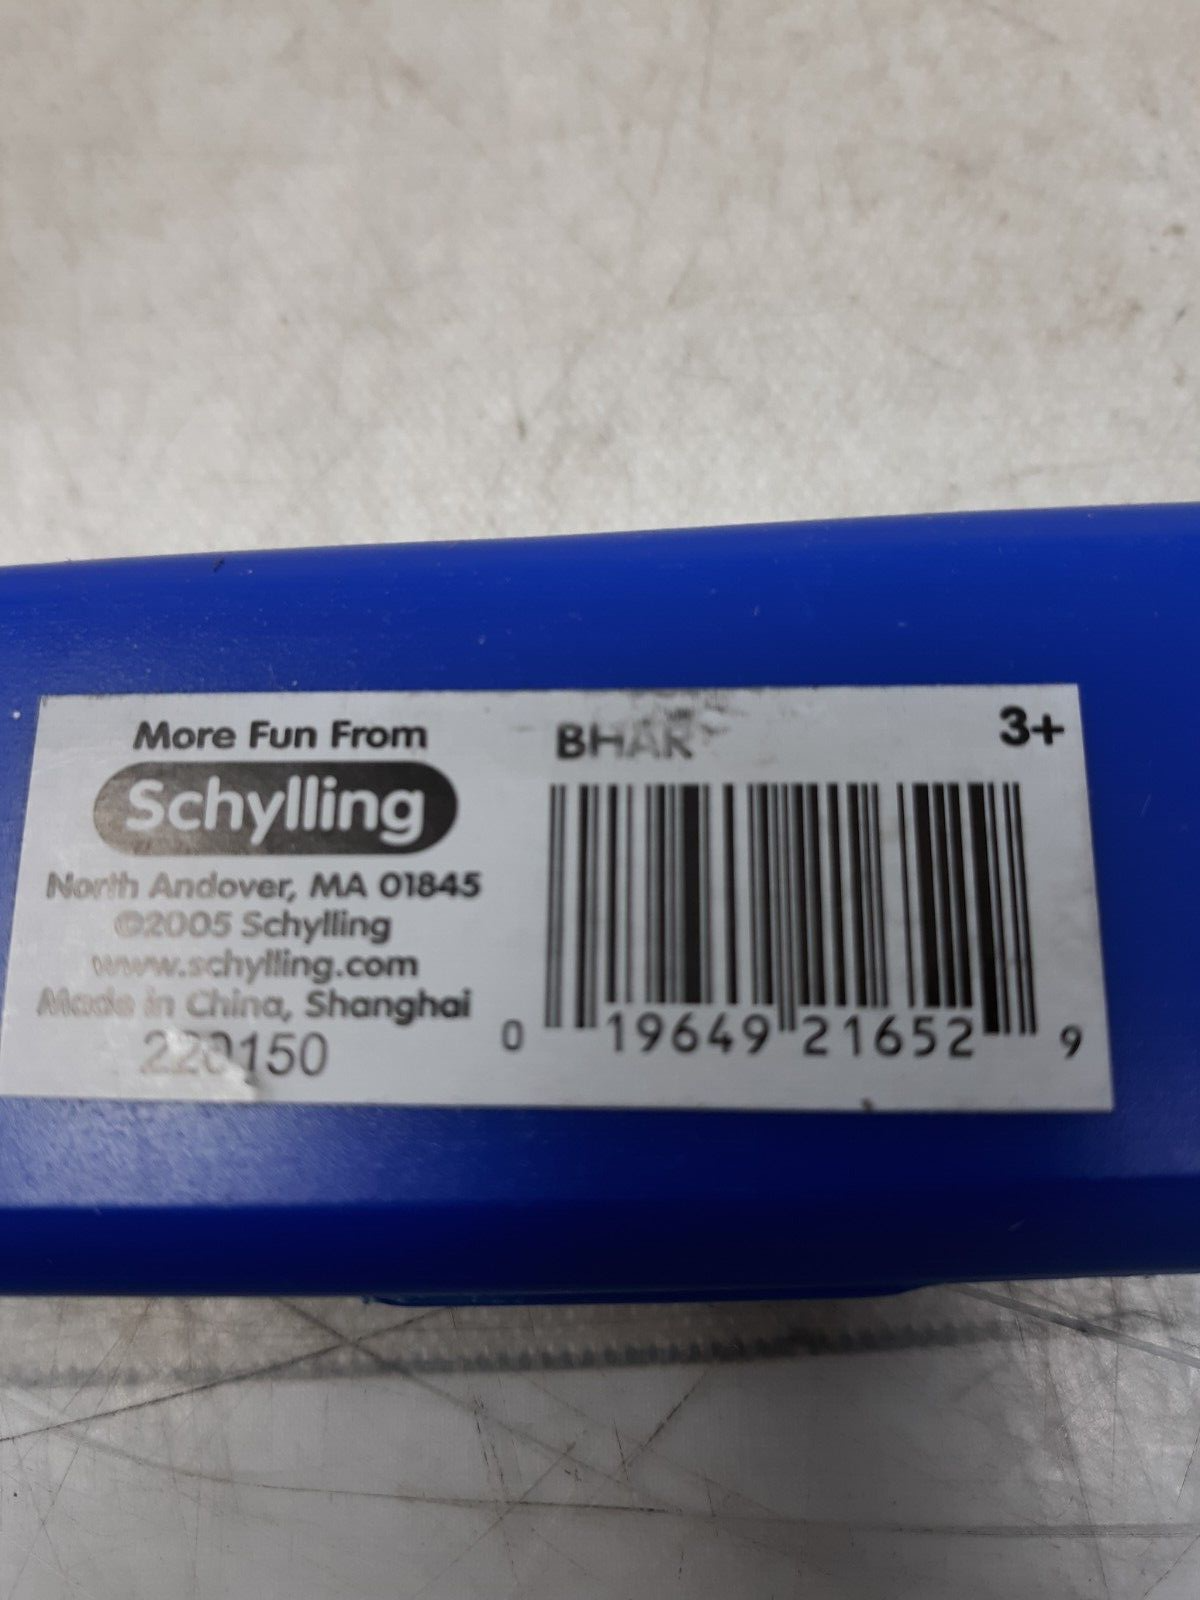 More Fun From
Schylling
North Andover, MA 01845
©2005 Schylling
www.schylling.com
Made in China, Shanghai
220150
BHAR
3+
0 19649 21652 9